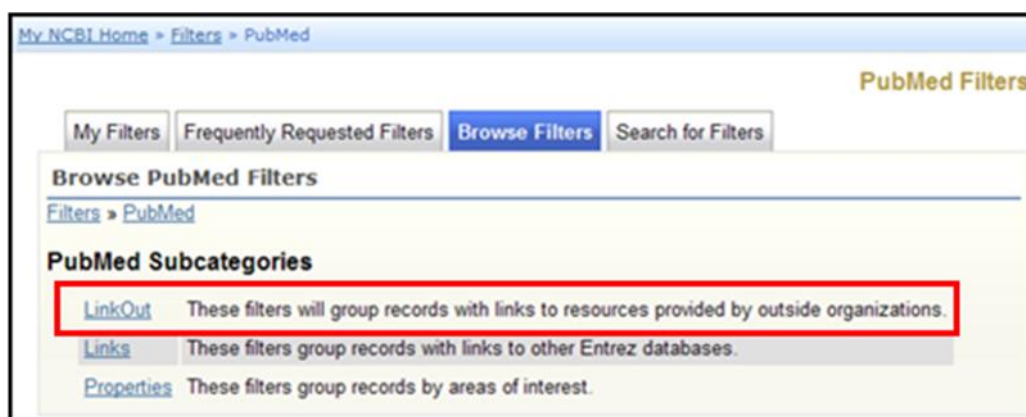 My NCBI Home » Filters » PubMed
PubMed Filters
My Filters Frequently Requested Filters Browse Filters Search for Filters
Browse PubMed Filters
Filters » PubMed
PubMed Subcategories
LinkOut These filters will group records with links to resources provided by outside organizations.
Links These filters group records with links to other Entrez databases.
Properties These filters group records by areas of interest.